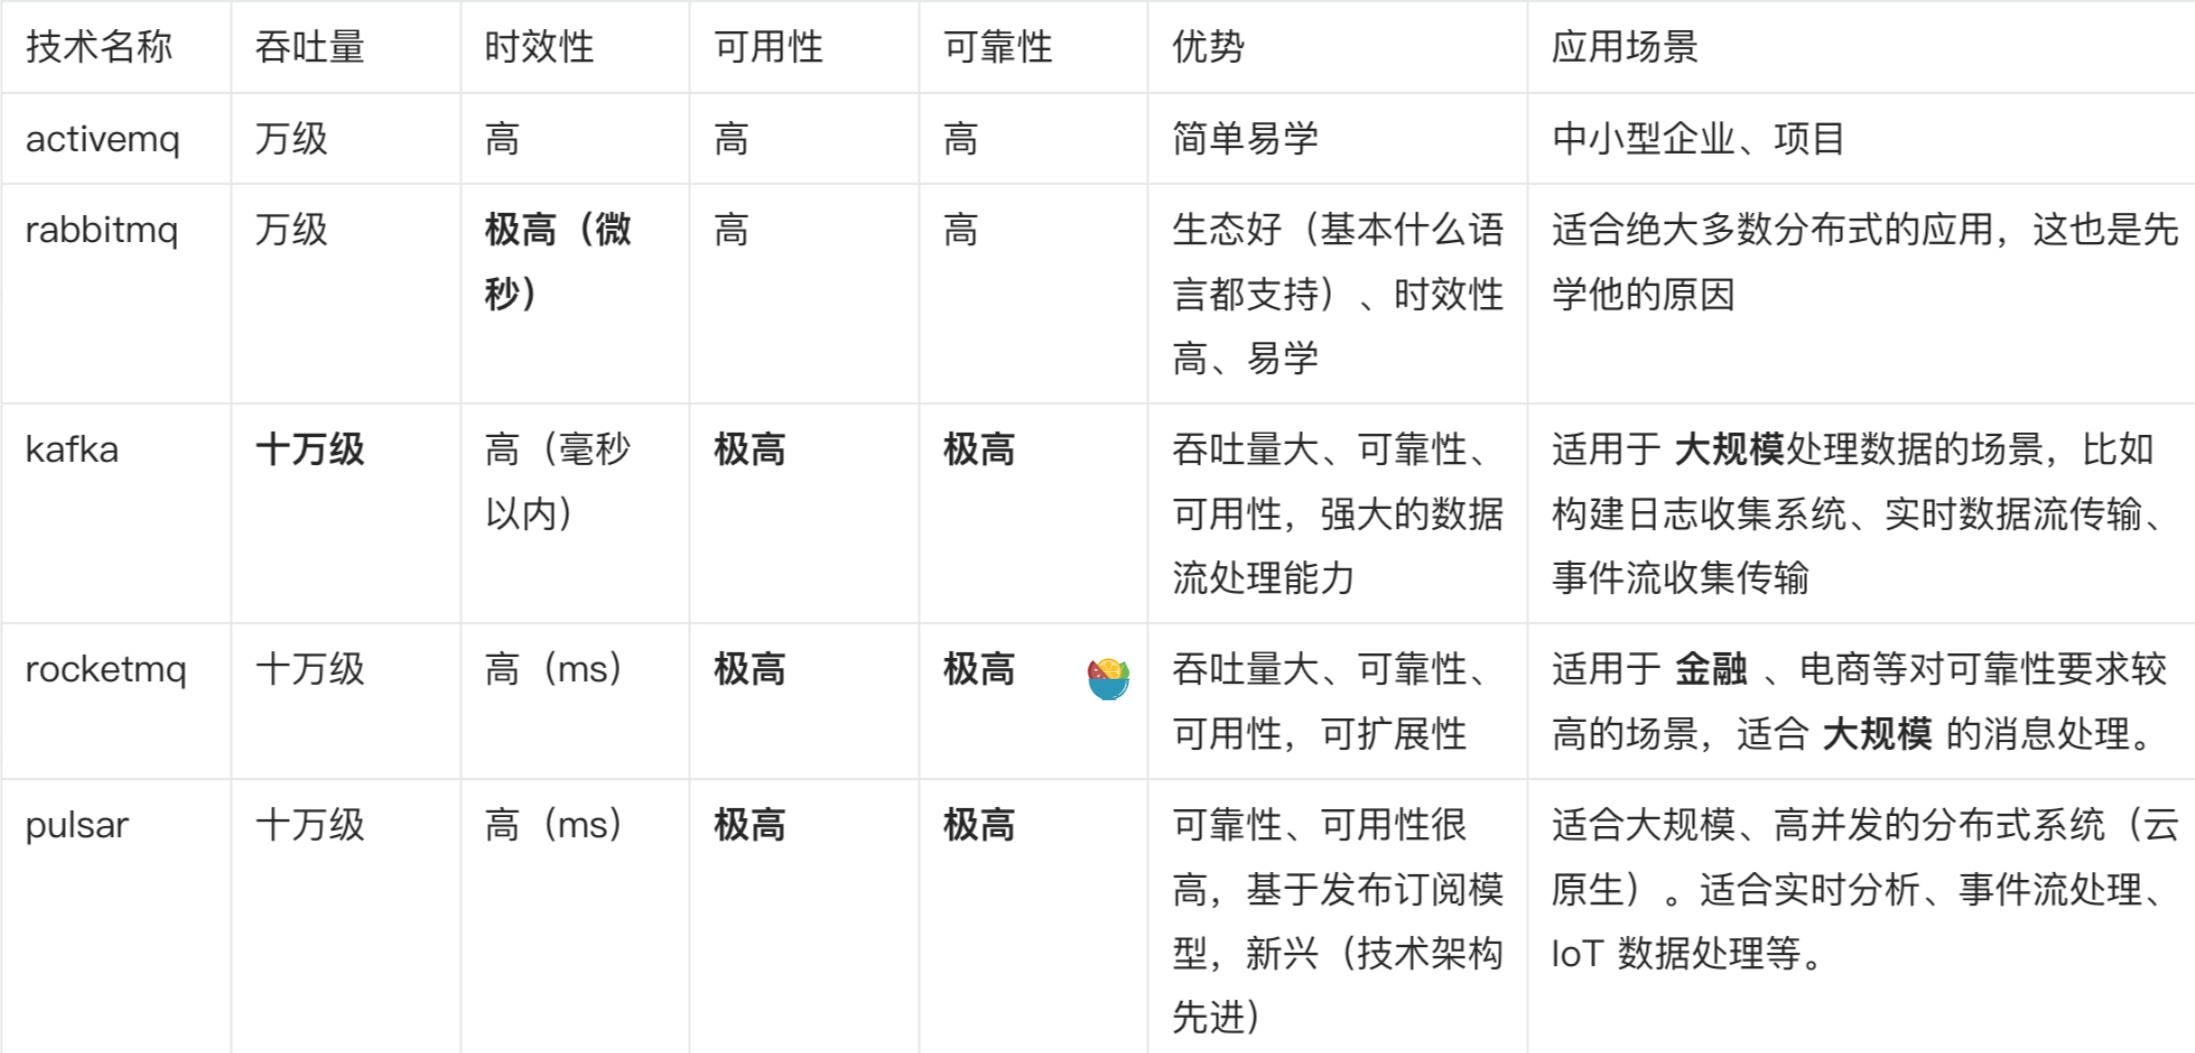 技术名称 吞吐量 时效性 可用性 可靠性 优势 应用场景
activemq 万级 高 高 高 简单易学 中小型企业、项目
rabbitmq 万级 极高（微 高 高 生态好（基本什么语 适合绝大多数分布式的应用，这也是先
秒） 言都支持）、时效性 学他的原因
高、易学
kafka 十万级 高（毫秒 极高 极高 吞吐量大、可靠性、 适用于 大规模处理数据的场景，比如
以内） 可用性，强大的数据 构建日志收集系统、实时数据流传输、
流处理能力 事件流收集传输
rocketmq 十万级 高（ms） 极高 极高 吞吐量大、可靠性、 适用于 金融 、电商等对可靠性要求较
可用性，可扩展性 高的场景，适合 大规模 的消息处理。
pulsar 十万级 高（ms） 极高 极高 可靠性、可用性很 适合大规模、高并发的分布式系统（云
高，基于发布订阅模 原生）。适合实时分析、事件流处理、
型，新兴（技术架构 IoT 数据处理等。
先进）